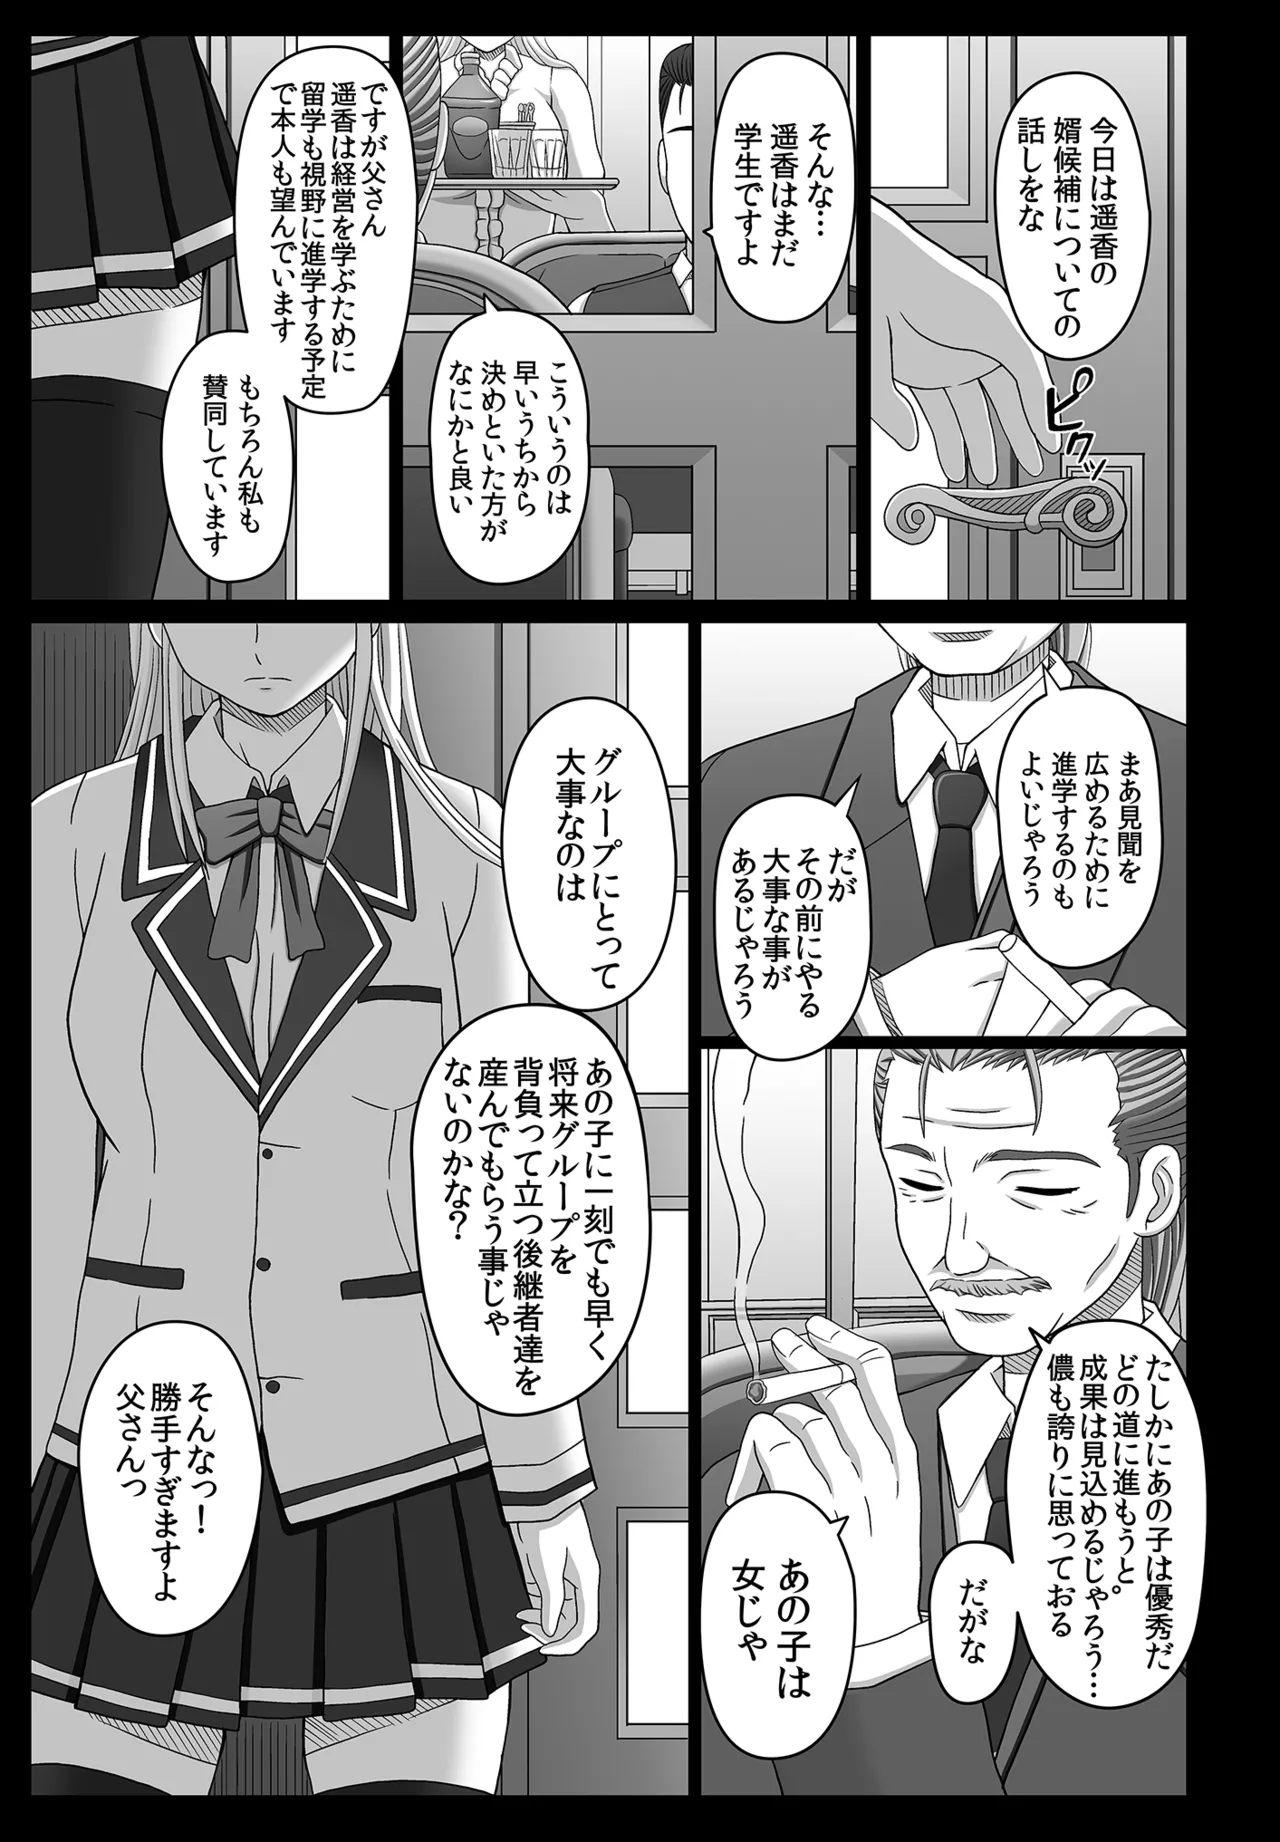 今日は遥香の
婿候補についての
話しをな
ピクッ
そんな…
遥香はまだ
学生ですよ
こういうのは
早いうちから
決めといた方が
なにかと良い
ですが父さん
遥香は経営を学ぶために
留学も視野に進学する予定
で本人も望んでいます
もちろん私も
賛同しています
まあ見聞を
広めるために
進学するのも
よいじゃろう
だが
その前にやる
大事な事が
あるじゃろう
たしかにあの子は優秀だ
どの道に進もうと。
成果は見込めるじゃろう…
儂も誇りに思っておる
だがな
あの子は
女じゃ
グループにとって
大事なのは
あの子に一刻でも早く
将来グループを
背負って立つ後継者達を
産んでもらう事じゃ
ないのかな？
そんなっ！
勝手すぎますよ
父さんっ